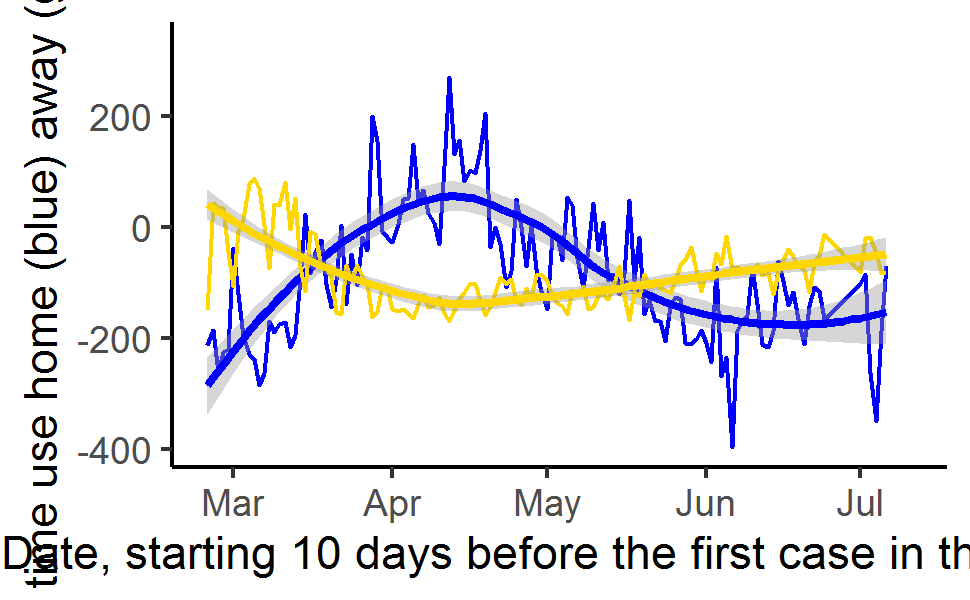 time use home (blue) away (
200
0
-200
-400
Mar Apr May Jun Jul
Date, starting 10 days before the first case in th